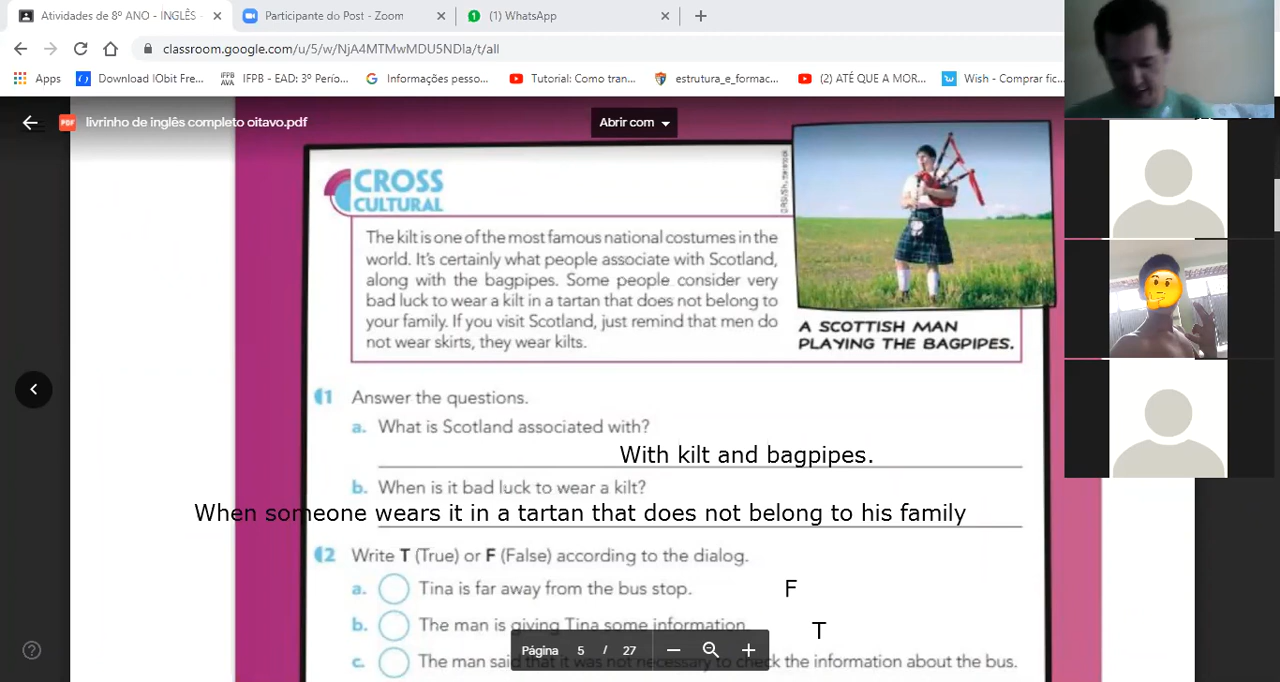 Atividades de 8º ANO - INGLÊS
Participante do Post - Zoom
(1) WhatsApp
classroom.google.com/u/5/w/NjA4MTMwMDU5NDla/t/all
Apps
Download IObit Fre...
IFPB AVA
IFPB - EAD: 3º Perío...
Informações pesso...
Tutorial: Como tran...
estrutura_e_formac...
(2) ATÉ QUE A MOR...
Wish - Comprar fic...
PDF
livrinho de inglês completo oitavo.pdf
Abrir com
CROSS
CULTURAL
The kilt is one of the most famous national costumes in the
world. It's certainly what people associate with Scotland,
along with the bagpipes. Some people consider very
bad luck to wear a kilt in a tartan that does not belong to
your family. If you visit Scotland, just remind that men do
not wear skirts, they wear kilts.
A SCOTTISH MAN
PLAYING THE BAGPIPES.
1 Answer the questions.
a. What is Scotland associated with?
With kilt and bagpipes.
b. When is it bad luck to wear a kilt?
When someone wears it in a tartan that does not belong to his family
2 Write T (True) or F (False) according to the dialog.
a. Tina is far away from the bus stop. F
b. The man is giving Tina some information. T
c. The man said that it was not necessary to check the information about the bus.
Página 5 / 27